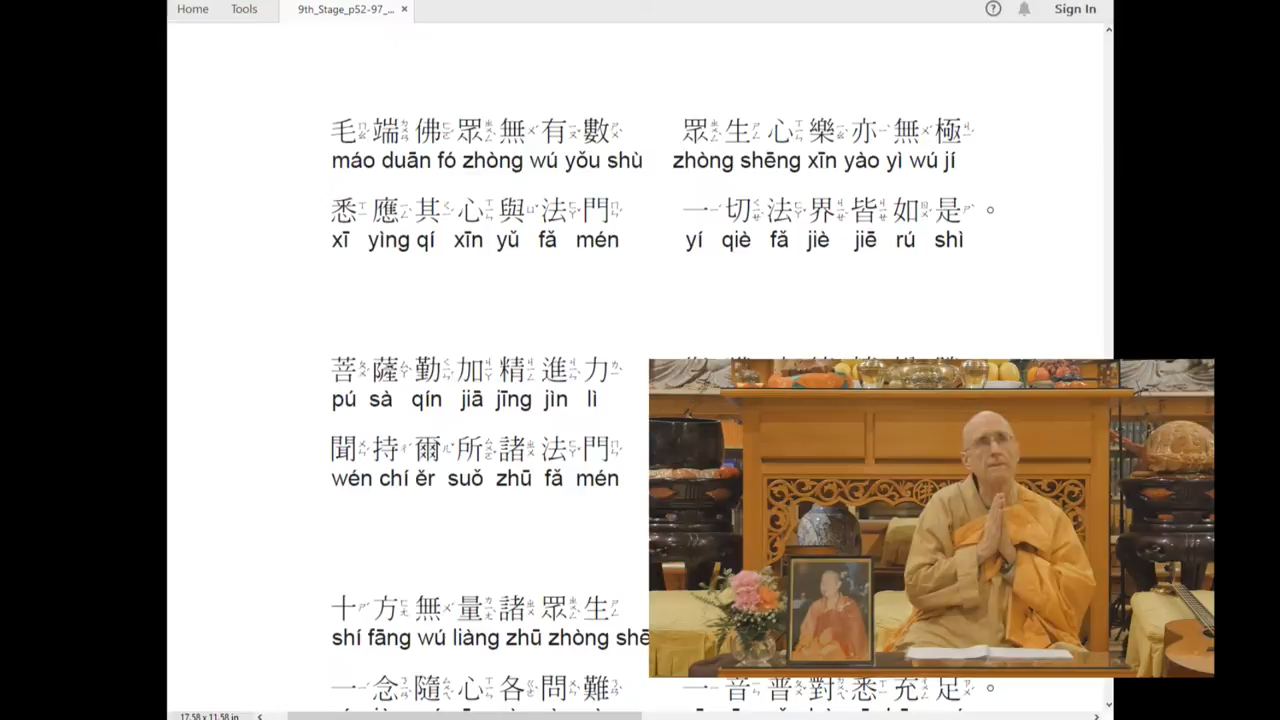 Home Tools 9th_Stage_p52-97_... × ? Sign In
毛端佛眾無有數 眾生心樂亦無極
máo duān fó zhòng wú yǒu shù zhòng shēng xīn yào yì wú jí
悉應其心與法門 一切法界皆如是。
xī yìng qí xīn yǔ fǎ mén yí qiè fǎ jiè jiē rú shì
菩薩勤加精進力
pú sà qín jiā jīng jìn lì
聞持爾所諸法門
wén chí ěr suǒ zhū fǎ mén
十方無量諸眾生
shí fāng wú liàng zhū zhòng
一念隨心各問難 一音普對悉充足。
17.58 x 11.58 in